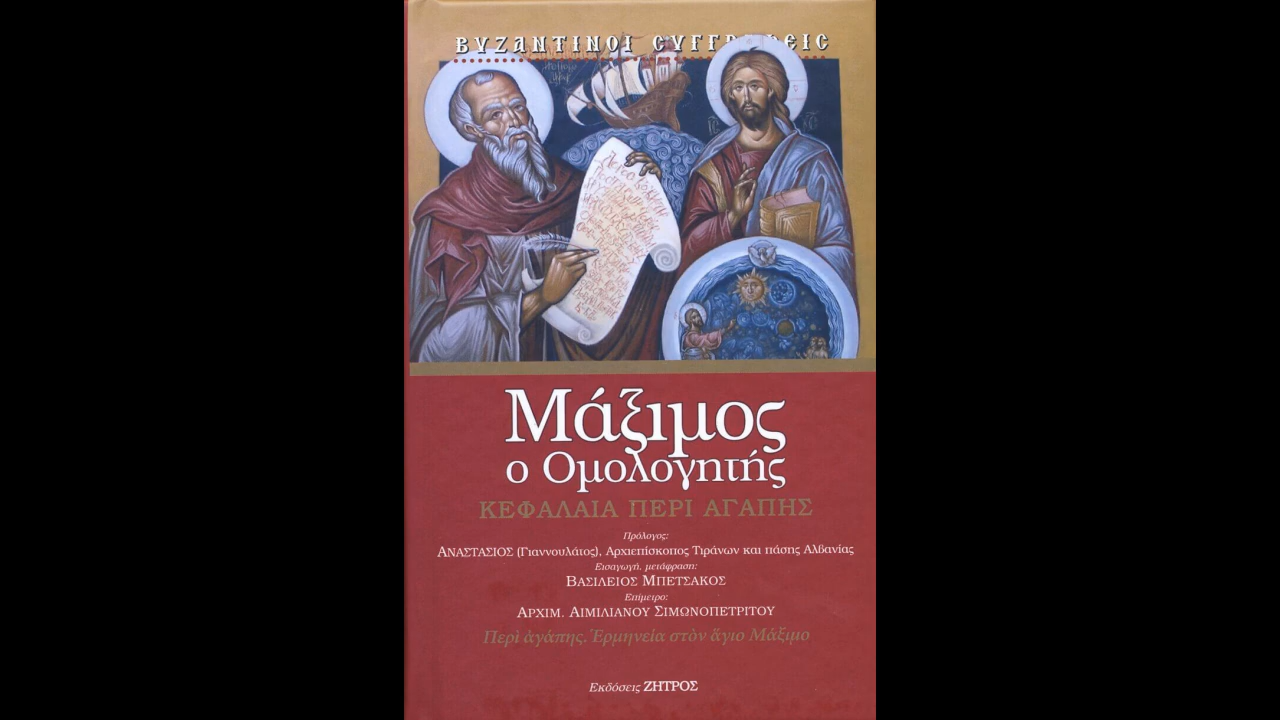 ΒΥΖΑΝΤΙΝΟΙ ΣΥΓΓΡΑΦΕΙΣ
Μάξιμος
ο Ομολογητής
ΚΕΦΑΛΑΙΑ ΠΕΡΙ ΑΓΑΠΗΣ
Πρόλογος:
ΑΝΑΣΤΑΣΙΟΣ (Γιαννουλάτος), Αρχιεπίσκοπος Τιράνων και πάσης Αλβανίας
Εισαγωγή, μετάφραση:
ΒΑΣΙΛΕΙΟΣ ΜΠΕΤΣΑΚΟΣ
Επίμετρο:
ΑΡΧΙΜ. ΑΙΜΙΛΙΑΝΟΥ ΣΙΜΩΝΟΠΕΤΡΙΤΟΥ
Περὶ ἀγάπης. Ἑρμηνεία στὸν ἅγιο Μάξιμο
Εκδόσεις ΖΗΤΡΟΣ